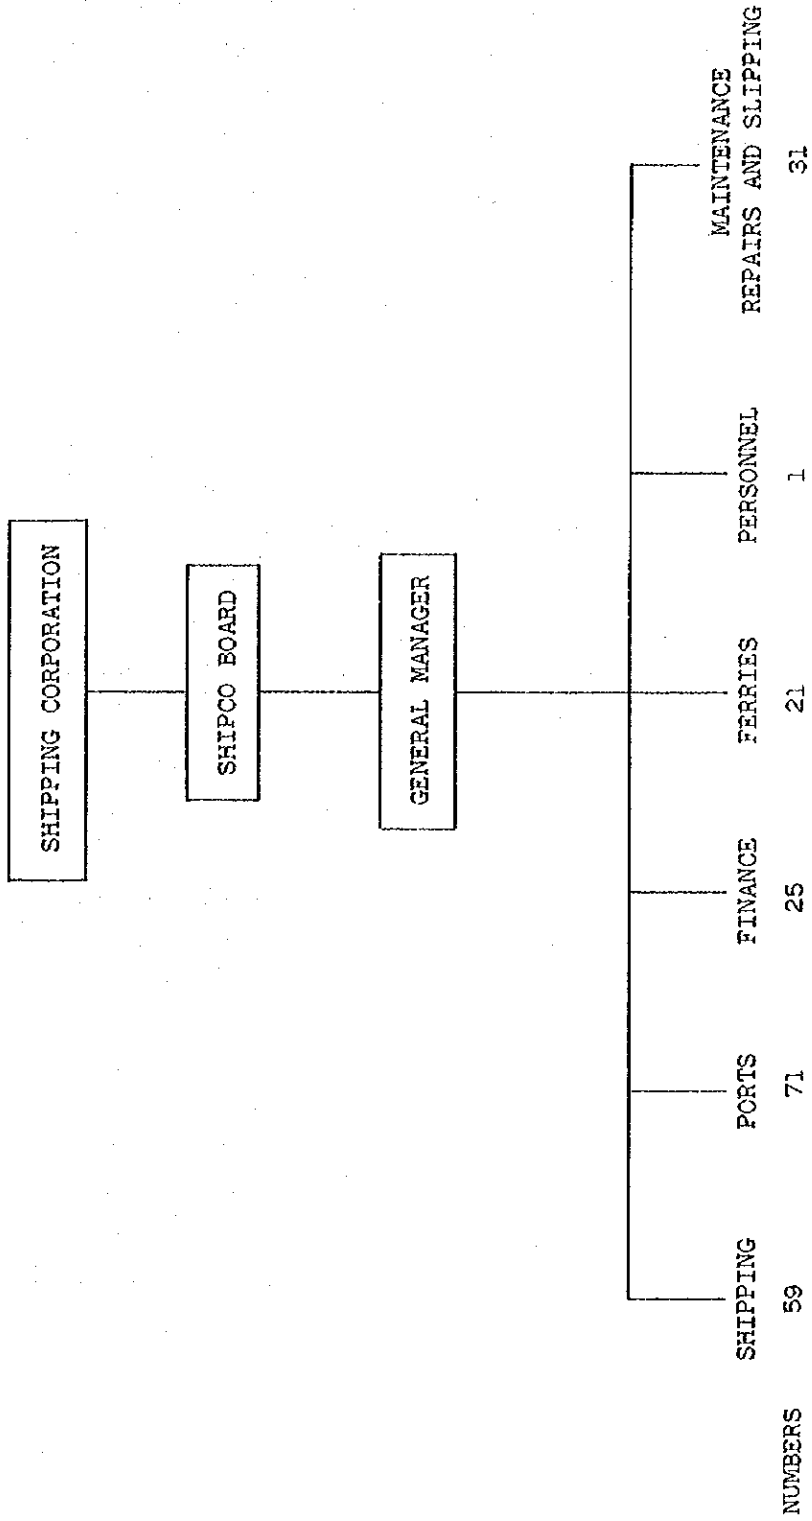 SHIPPING CORPORATION
SHIPCO BOARD
GENERAL MANAGER
SHIPPING
PORTS
FINANCE
FERRIES
PERSONNEL
MAINTENANCE
REPAIRS AND SLIPPING
NUMBERS 59 71 25 21 1 31